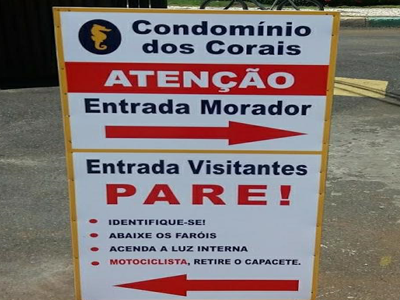 Condomínio
dos Corais
ATENÇÃO
Entrada Morador
Entrada Visitantes
PARE!
IDENTIFIQUE-SE!
ABAIXE OS FARÓIS
ACENDA A LUZ INTERNA
MOTOCICLISTA, RETIRE O CAPACETE.